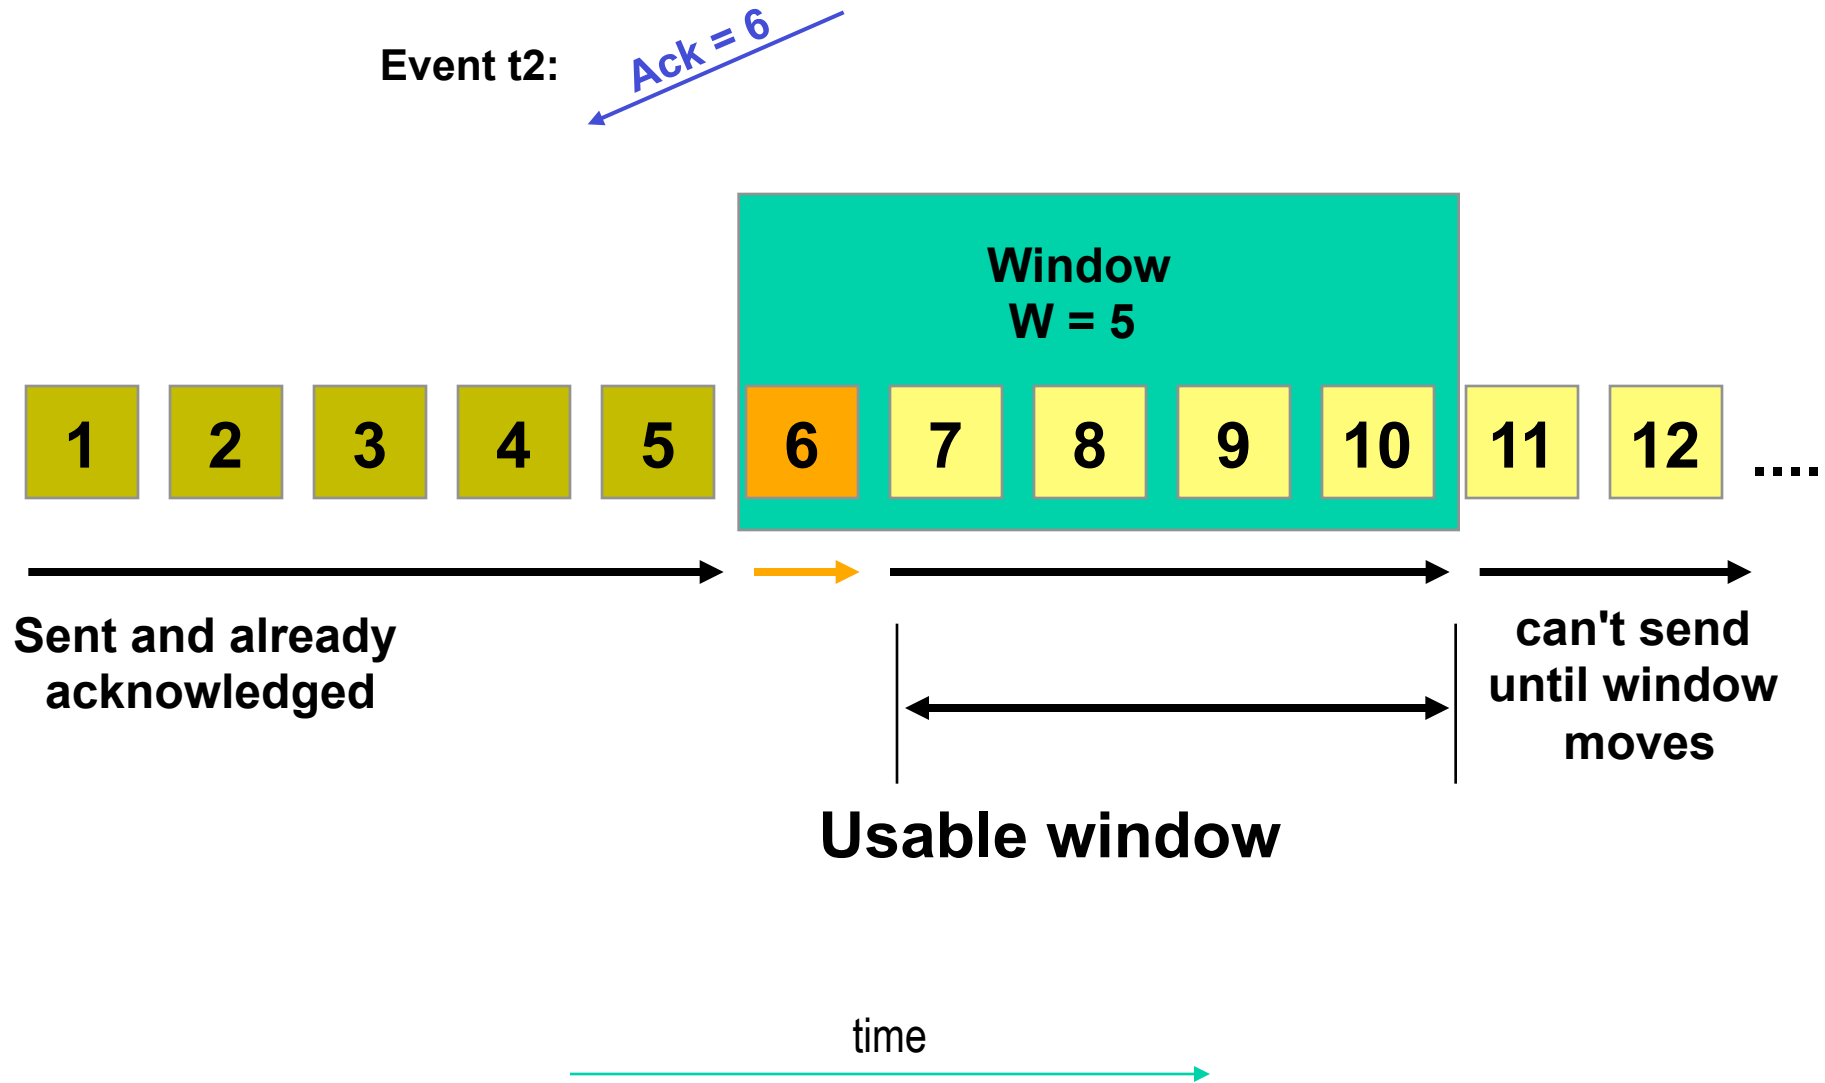 Event t2:
Ack = 6
Window
W = 5
1 2 3 4 5 6 7 8 9 10 11 12 ....
Sent and already
acknowledged
can't send
until window
moves
Usable window
time